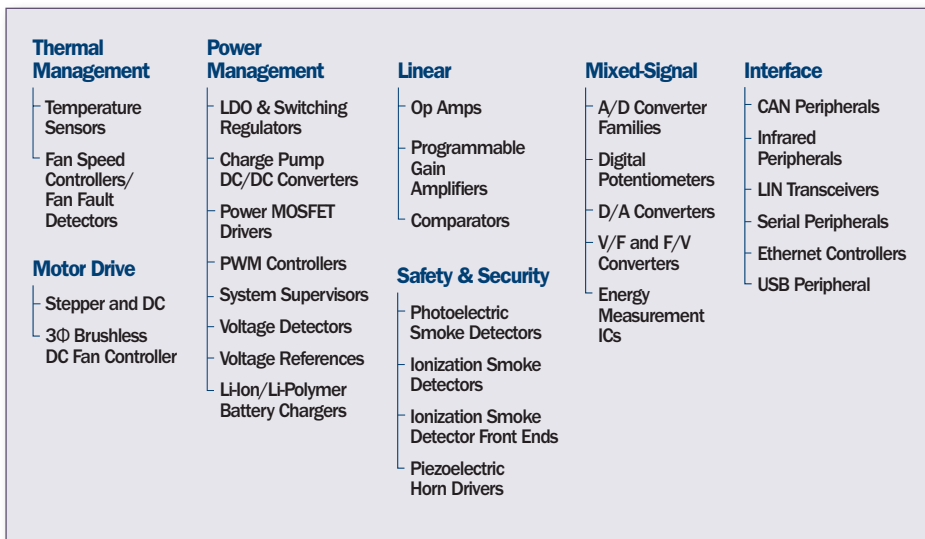 Thermal
Management
Temperature
Sensors
Fan Speed
Controllers/
Fan Fault
Detectors
Motor Drive
Stepper and DC
3Φ Brushless
DC Fan Controller
Power
Management
LDO & Switching
Regulators
Charge Pump
DC/DC Converters
Power MOSFET
Drivers
PWM Controllers
System Supervisors
Voltage Detectors
Voltage References
Li-Ion/Li-Polymer
Battery Chargers
Linear
Op Amps
Programmable
Gain
Amplifiers
Comparators
Safety & Security
Photoelectric
Smoke Detectors
Ionization Smoke
Detectors
Ionization Smoke
Detector Front Ends
Piezoelectric
Horn Drivers
Mixed-Signal
A/D Converter
Families
Digital
Potentiometers
D/A Converters
V/F and F/V
Converters
Energy
Measurement
ICs
Interface
CAN Peripherals
Infrared
Peripherals
LIN Transceivers
Serial Peripherals
Ethernet Controllers
USB Peripheral